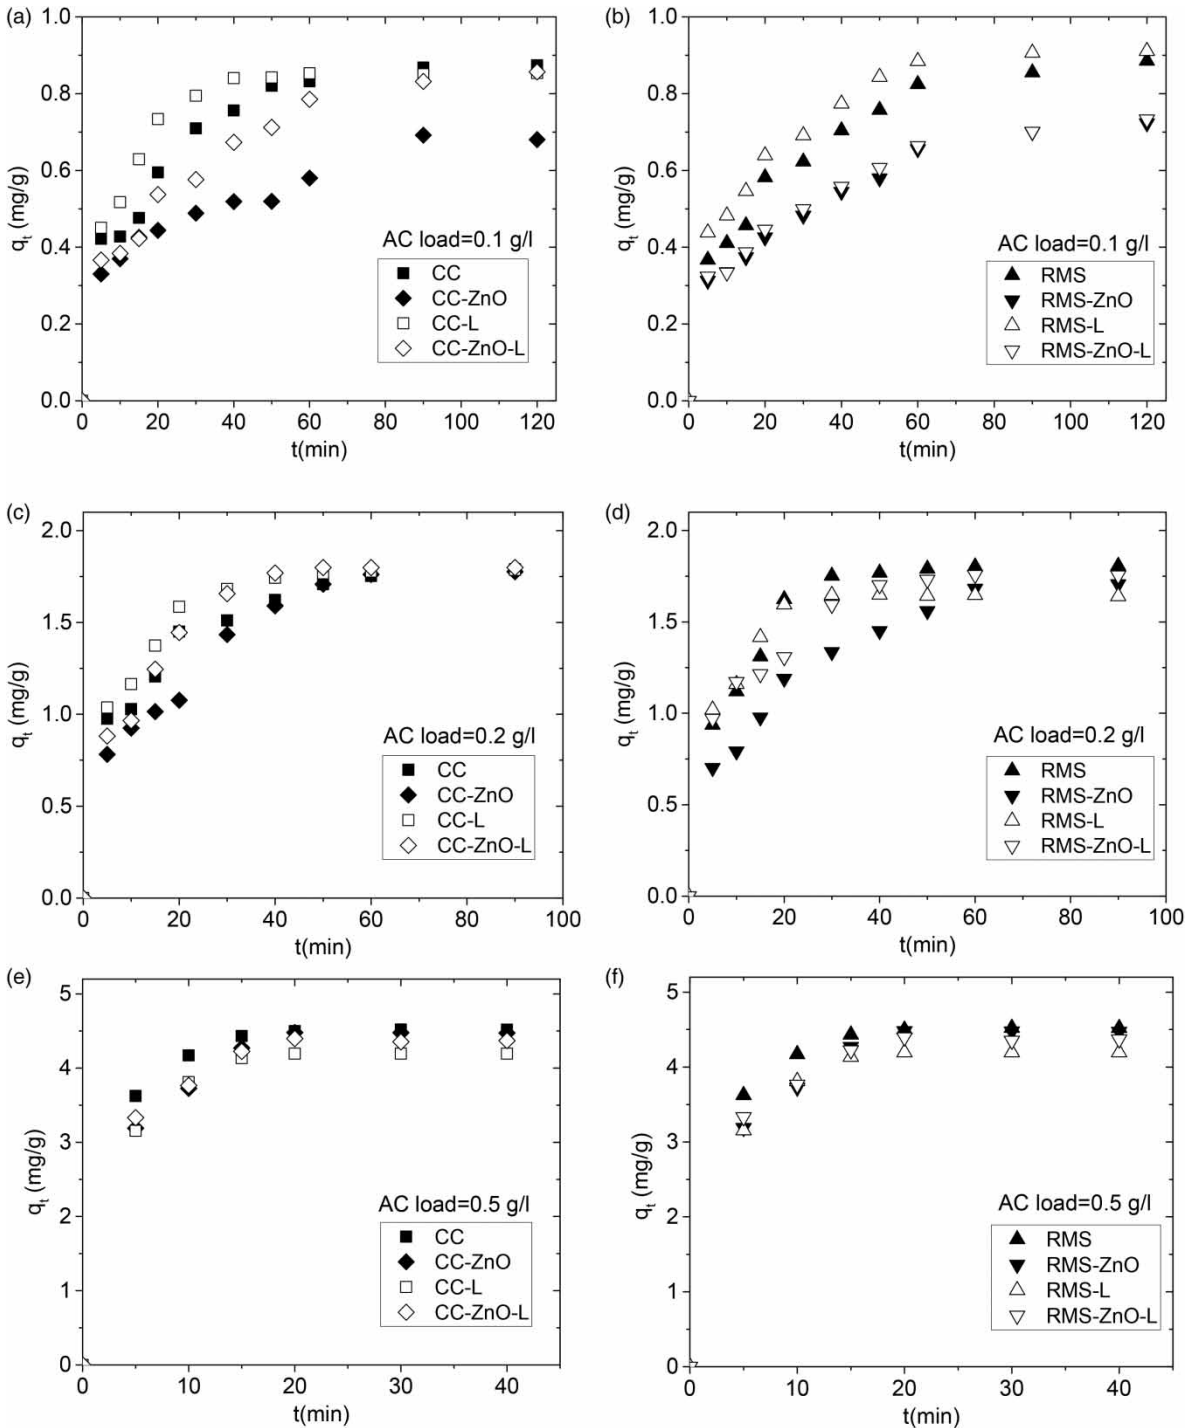 (a)
1.0
0.8
0.6
0.4
0.2
0.0
qt (mg/g)
AC load=0.1 g/l
CC
CC-ZnO
CC-L
CC-ZnO-L
0 20 40 60 80 100 120
t(min)
(b)
1.0
0.8
0.6
0.4
0.2
0.0
qt (mg/g)
AC load=0.1 g/l
RMS
RMS-ZnO
RMS-L
RMS-ZnO-L
0 20 40 60 80 100 120
t(min)
(c)
2.0
1.5
1.0
0.5
0.0
qt (mg/g)
AC load=0.2 g/l
CC
CC-ZnO
CC-L
CC-ZnO-L
0 20 40 60 80 100
t(min)
(d)
2.0
1.5
1.0
0.5
0.0
qt (mg/g)
AC load=0.2 g/l
RMS
RMS-ZnO
RMS-L
RMS-ZnO-L
0 20 40 60 80 100
t(min)
(e)
5
4
3
2
1
0
qt (mg/g)
AC load=0.5 g/l
CC
CC-ZnO
CC-L
CC-ZnO-L
0 10 20 30 40
t(min)
(f)
5
4
3
2
1
0
qt (mg/g)
AC load=0.5 g/l
RMS
RMS-ZnO
RMS-L
RMS-ZnO-L
0 10 20 30 40
t(min)